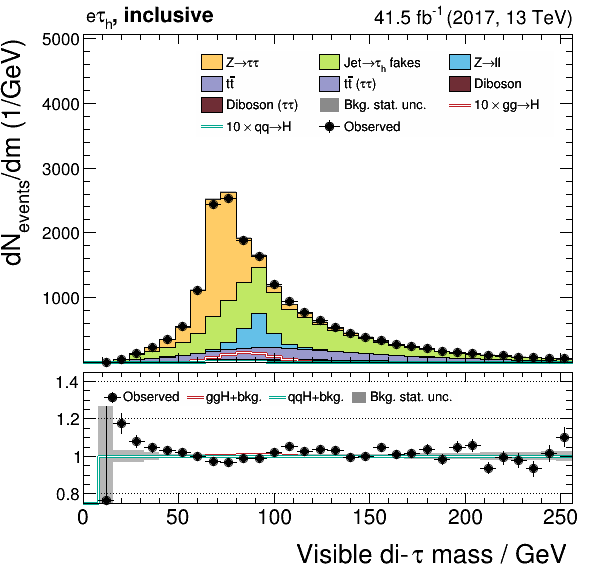 eτh, inclusive 41.5 fb⁻¹ (2017, 13 TeV)
dNevents/dm (1/GeV)
5000
4000
3000
2000
1000
Z→ττ Jet→τh fakes Z→ll
tt̄ tt̄ (ττ) Diboson
Diboson (ττ) Bkg. stat. unc. 10 × gg→H
10 × qq→H Observed
1.4
1.2
1
0.8
Observed ggH+bkg. qqH+bkg. Bkg. stat. unc.
0 50 100 150 200 250
Visible di-τ mass / GeV